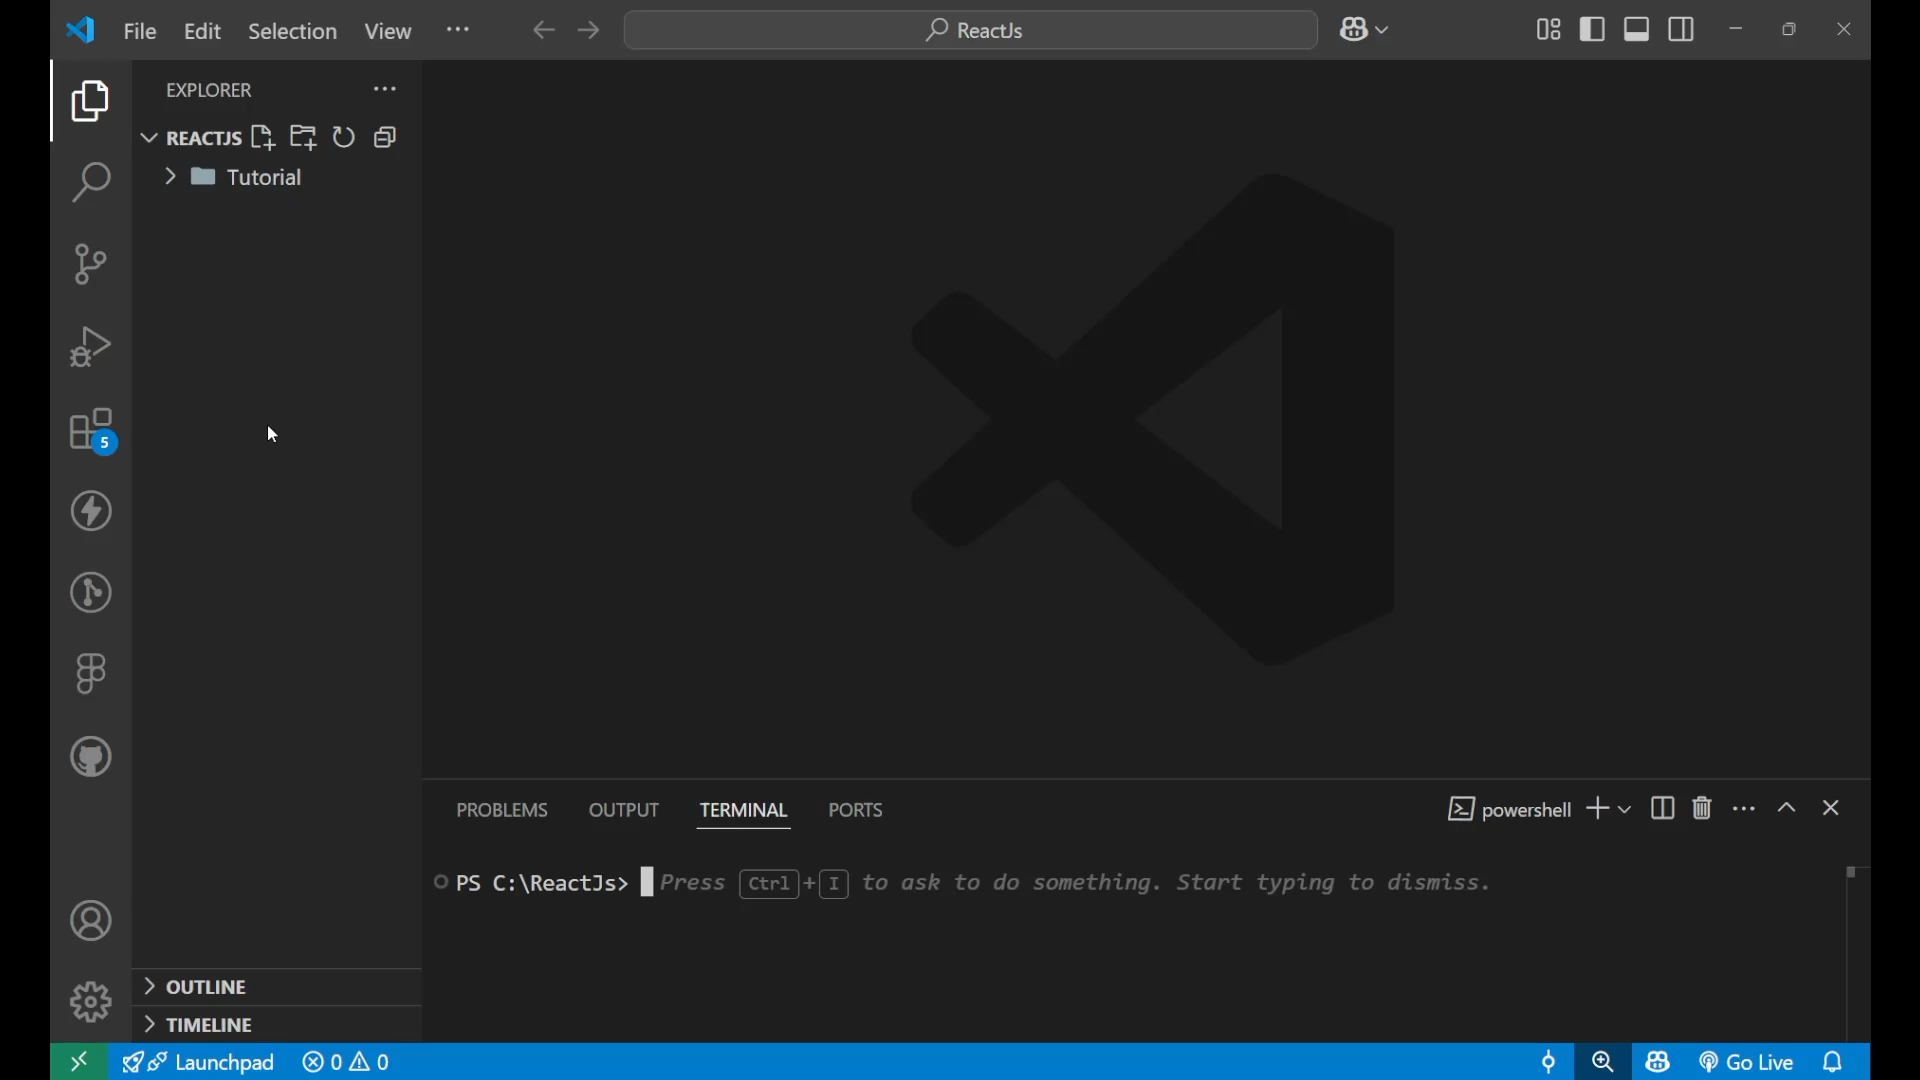 File Edit Selection View ··· ReactJs
EXPLORER ···
REACTJS
Tutorial
5
PROBLEMS OUTPUT TERMINAL PORTS powershell
PS C:\ReactJs> Press Ctrl+I to ask to do something. Start typing to dismiss.
OUTLINE
TIMELINE
Launchpad 0 0 Go Live